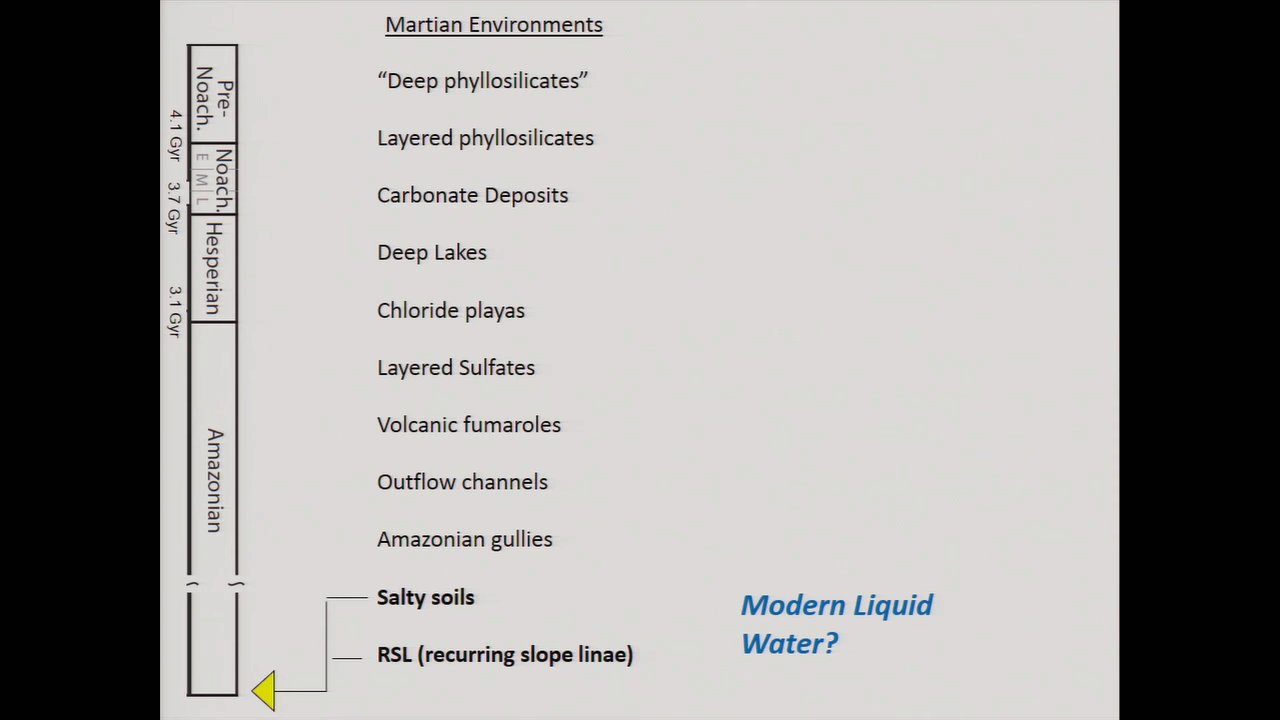 Martian Environments
“Deep phyllosilicates”
Layered phyllosilicates
Carbonate Deposits
Deep Lakes
Chloride playas
Layered Sulfates
Volcanic fumaroles
Outflow channels
Amazonian gullies
Salty soils
RSL (recurring slope linae)
Modern Liquid
Water?
Pre-
Noach.
4.1 Gyr
Noach.
E M L
3.7 Gyr
Hesperian
3.1 Gyr
Amazonian